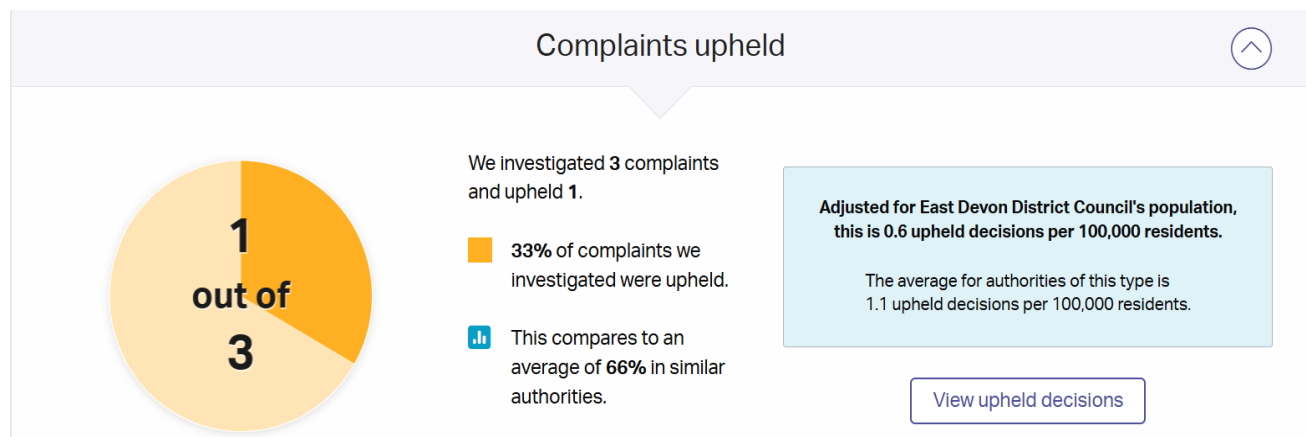 Complaints upheld
1
out of
3
We investigated 3 complaints
and upheld 1.
33% of complaints we
investigated were upheld.
This compares to an
average of 66% in similar
authorities.
Adjusted for East Devon District Council's population,
this is 0.6 upheld decisions per 100,000 residents.
The average for authorities of this type is
1.1 upheld decisions per 100,000 residents.
View upheld decisions